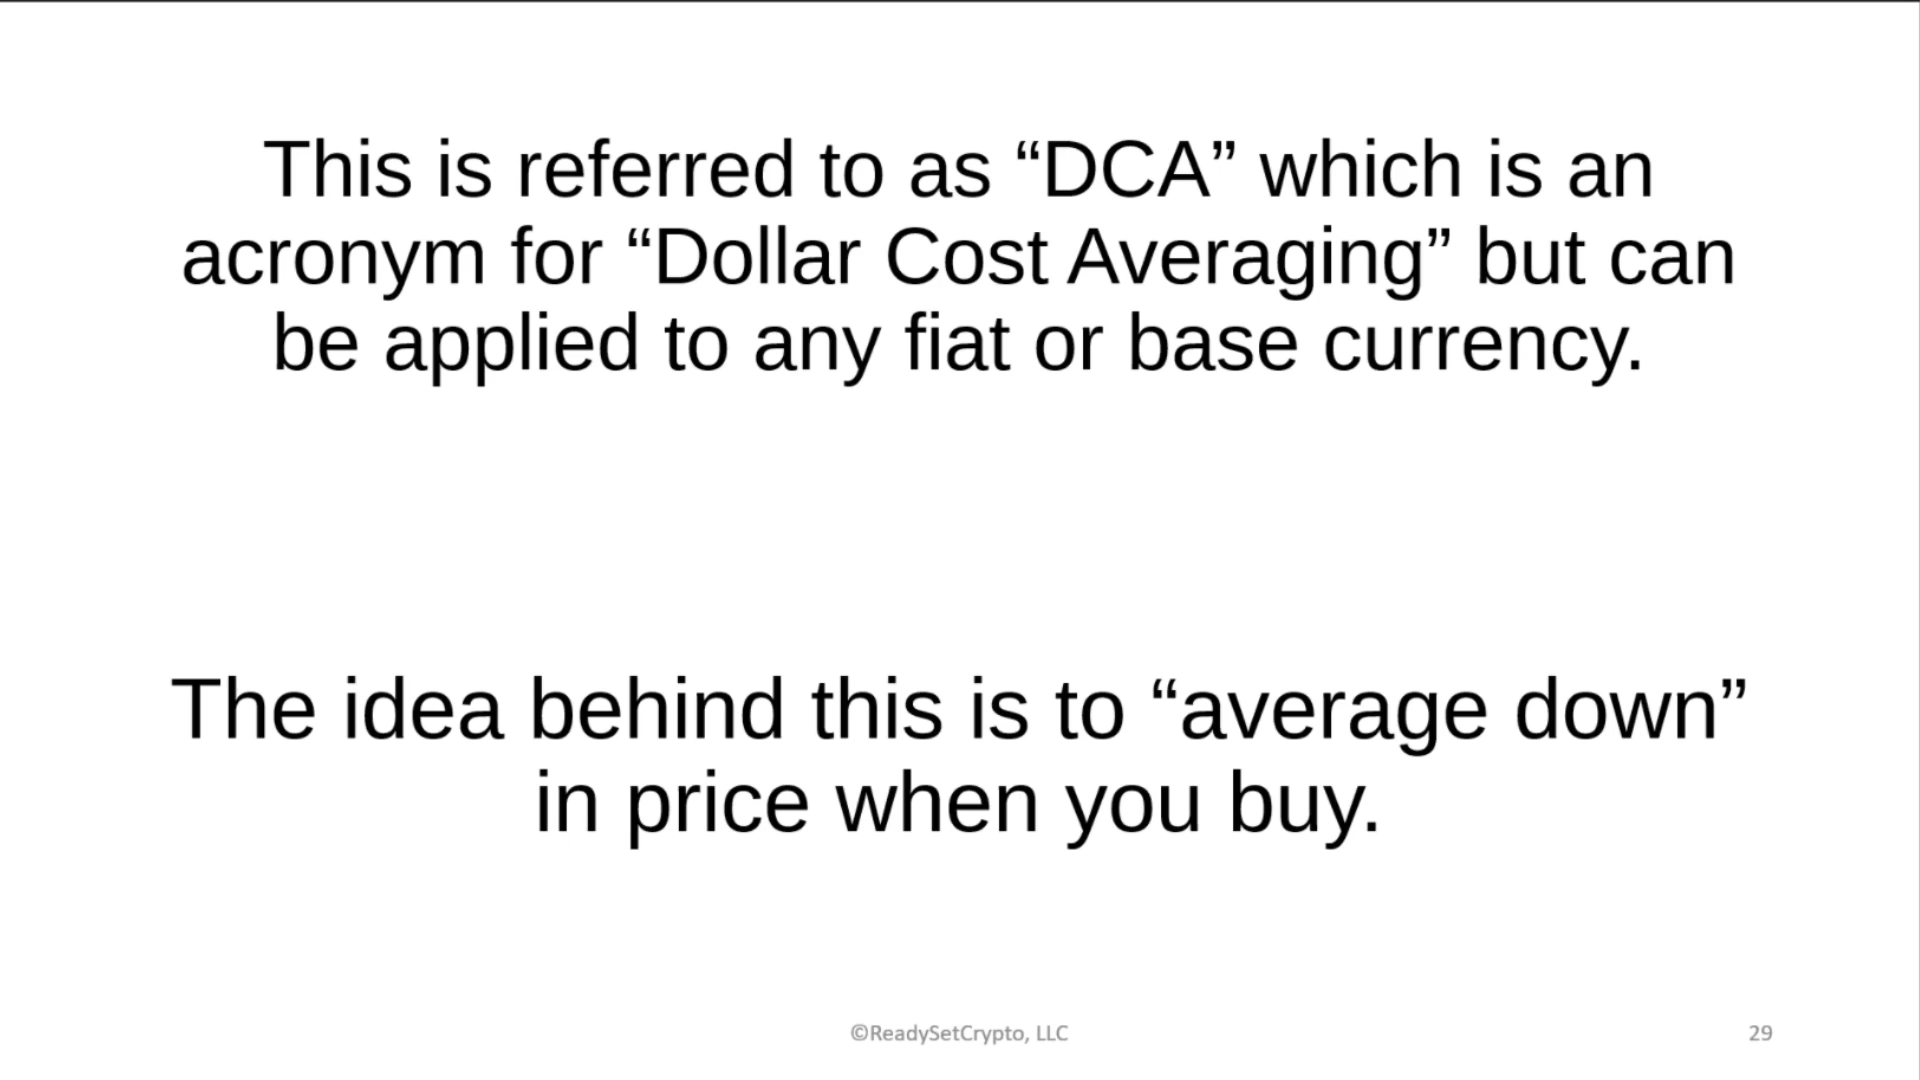 This is referred to as “DCA” which is an
acronym for “Dollar Cost Averaging” but can
be applied to any fiat or base currency.
The idea behind this is to “average down”
in price when you buy.
©ReadySetCrypto, LLC
29